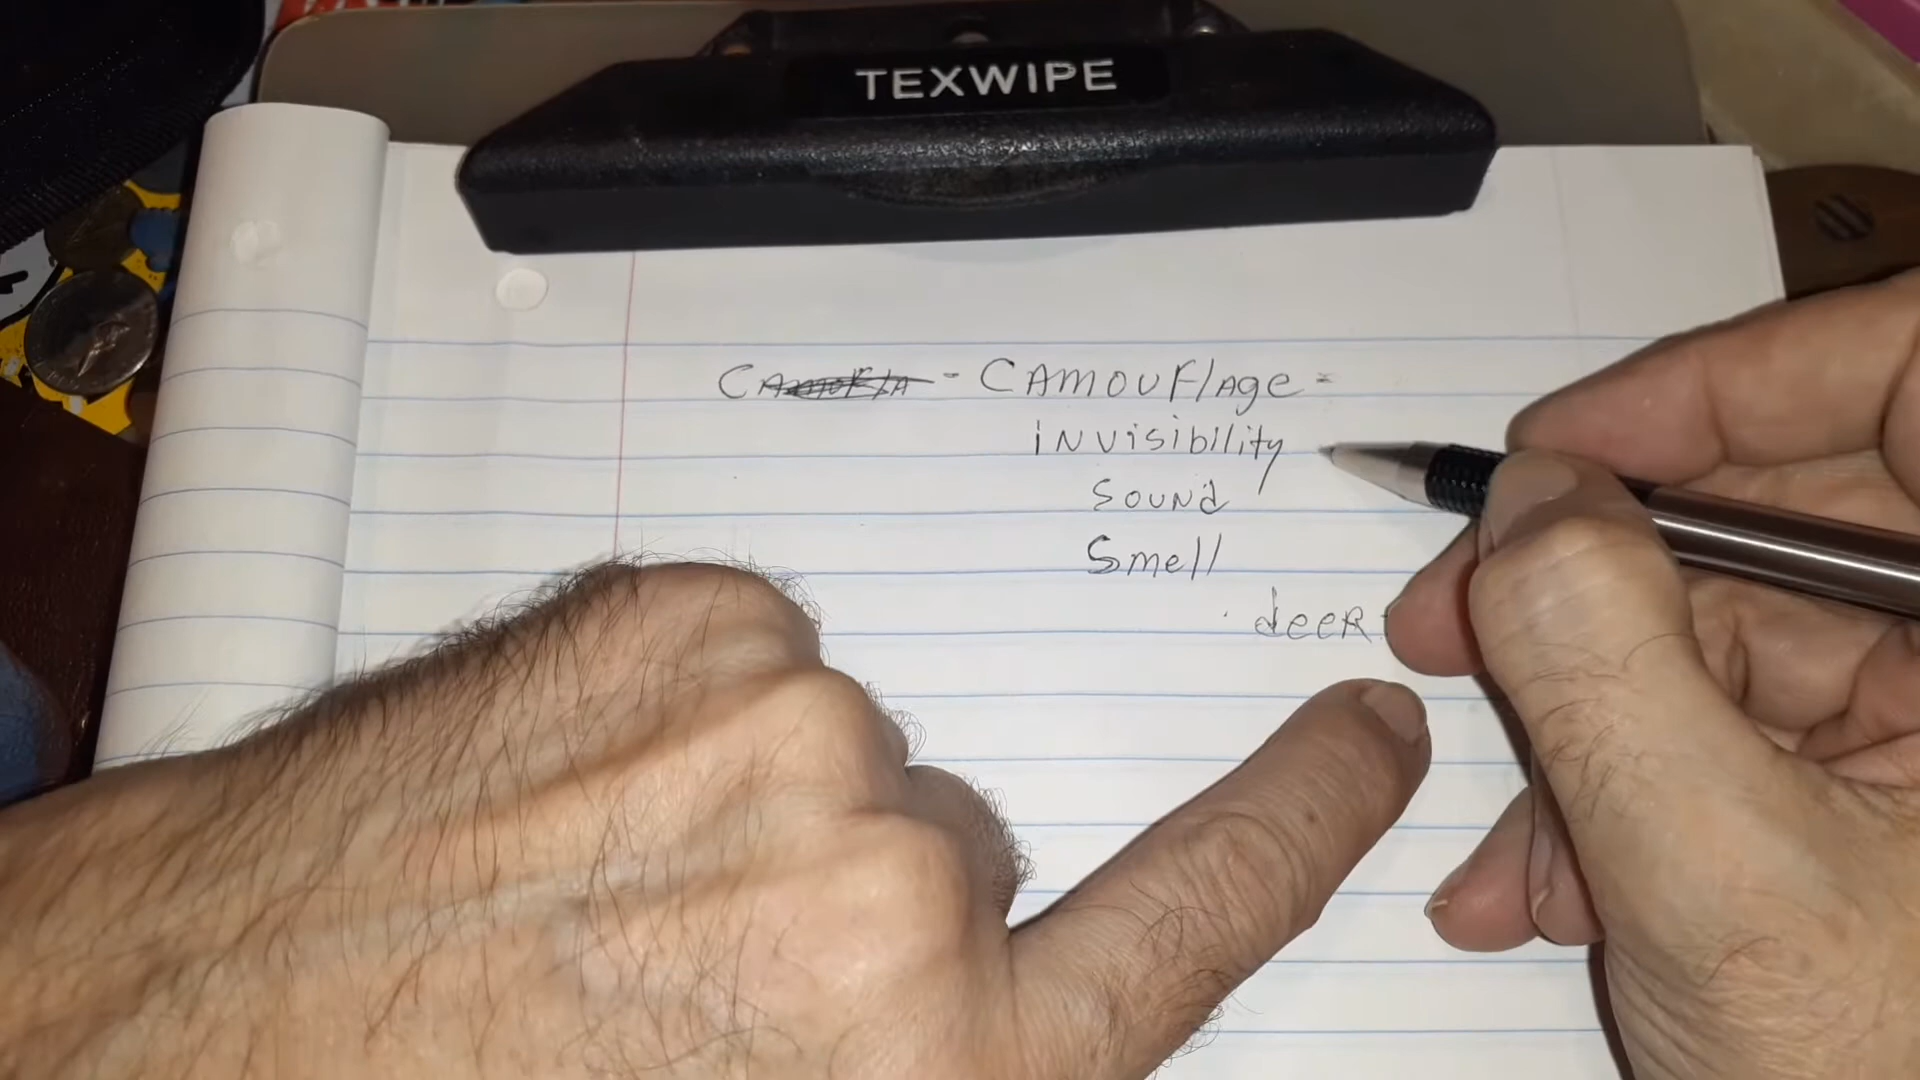 TEXWIPE
- CAMOUFlAge =
iNVisibility
SOUNd
Smell
deeR